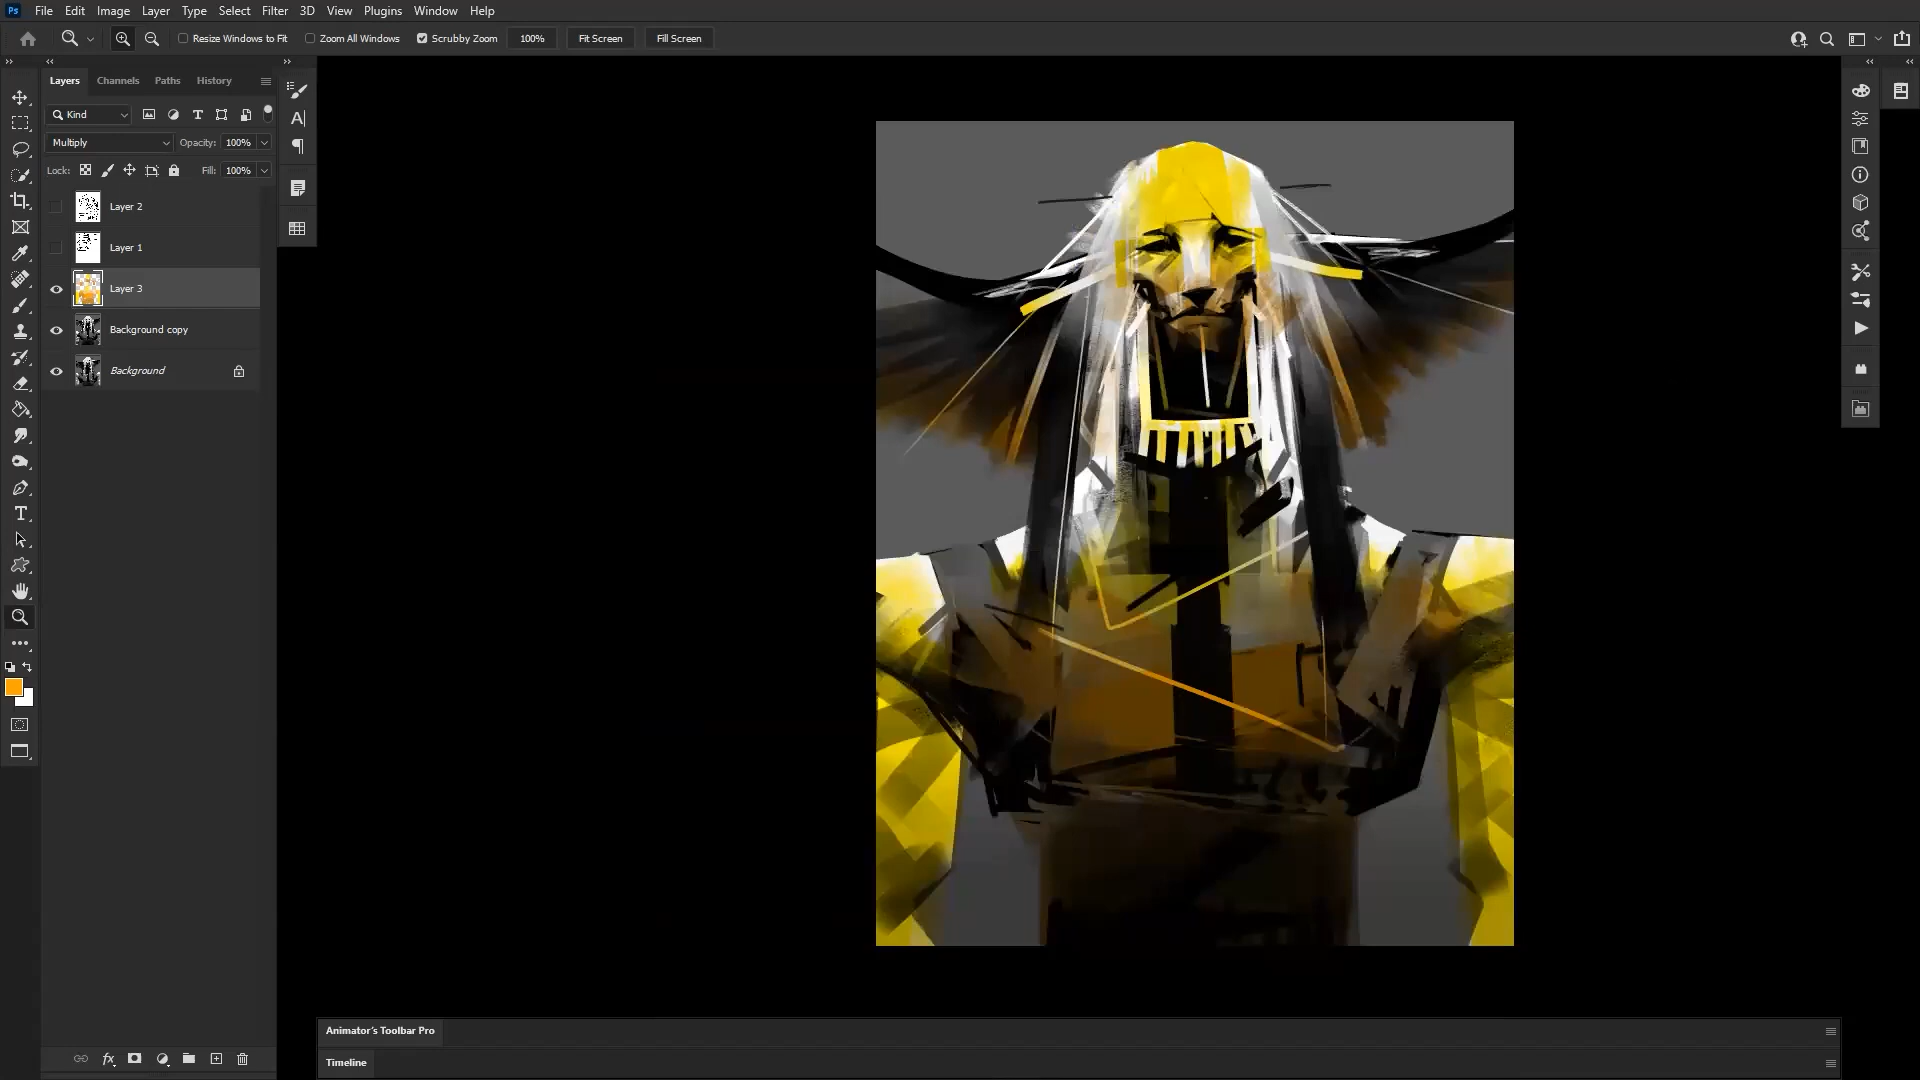 Ps File Edit Image Layer Type Select Filter 3D View Plugins Window Help
Resize Windows to Fit Zoom All Windows Scrubby Zoom 100% Fit Screen Fill Screen
Layers Channels Paths History
Kind
Multiply Opacity: 100%
Lock: Fill: 100%
Layer 2
Layer 1
Layer 3
Background copy
Background
fx
Animator's Toolbar Pro
Timeline